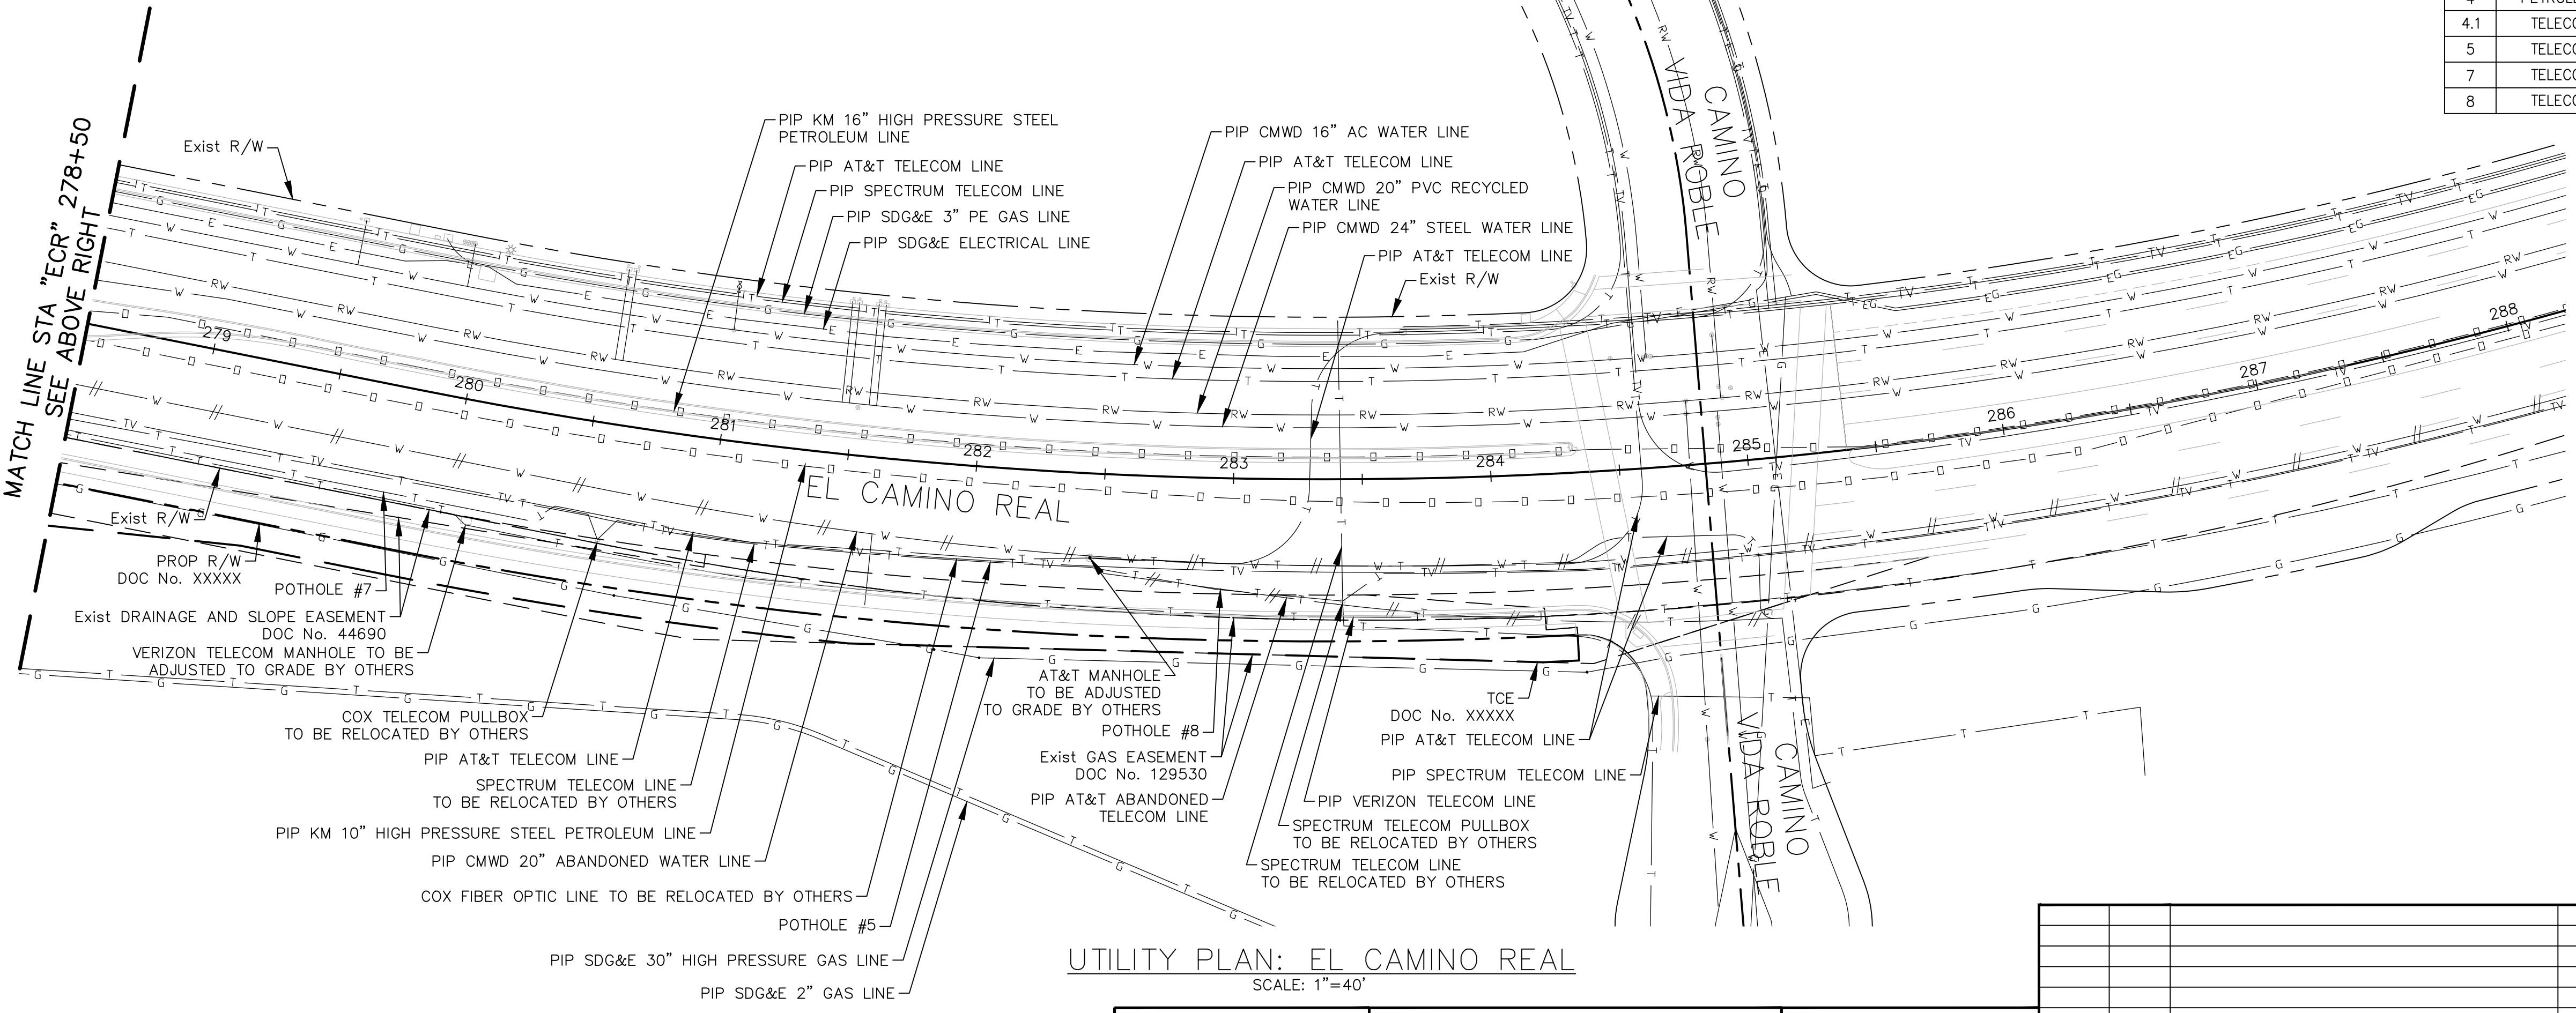 4.1 TELECO
5 TELECO
7 TELECO
8 TELECO
MATCH LINE STA "ECR" 278+50
SEE ABOVE RIGHT
Exist R/W
PIP KM 16" HIGH PRESSURE STEEL
PETROLEUM LINE
PIP AT&T TELECOM LINE
PIP SPECTRUM TELECOM LINE
PIP SDG&E 3" PE GAS LINE
PIP SDG&E ELECTRICAL LINE
PIP CMWD 16" AC WATER LINE
PIP AT&T TELECOM LINE
PIP CMWD 20" PVC RECYCLED
WATER LINE
PIP CMWD 24" STEEL WATER LINE
PIP AT&T TELECOM LINE
Exist R/W
CAMINO
VIDA ROBLE
279
280
281
282
283
284
285
286
287
288
EL CAMINO REAL
Exist R/W
PROP R/W
DOC No. XXXXX
POTHOLE #7
Exist DRAINAGE AND SLOPE EASEMENT
DOC No. 44690
VERIZON TELECOM MANHOLE TO BE
ADJUSTED TO GRADE BY OTHERS
COX TELECOM PULLBOX
TO BE RELOCATED BY OTHERS
PIP AT&T TELECOM LINE
SPECTRUM TELECOM LINE
TO BE RELOCATED BY OTHERS
PIP KM 10" HIGH PRESSURE STEEL PETROLEUM LINE
PIP CMWD 20" ABANDONED WATER LINE
COX FIBER OPTIC LINE TO BE RELOCATED BY OTHERS
POTHOLE #5
PIP SDG&E 30" HIGH PRESSURE GAS LINE
PIP SDG&E 2" GAS LINE
AT&T MANHOLE
TO BE ADJUSTED
TO GRADE BY OTHERS
POTHOLE #8
Exist GAS EASEMENT
DOC No. 129530
PIP AT&T ABANDONED
TELECOM LINE
TCE
DOC No. XXXXX
PIP AT&T TELECOM LINE
PIP SPECTRUM TELECOM LINE
PIP VERIZON TELECOM LINE
SPECTRUM TELECOM PULLBOX
TO BE RELOCATED BY OTHERS
SPECTRUM TELECOM LINE
TO BE RELOCATED BY OTHERS
CAMINO
VIDA ROBLE
UTILITY PLAN: EL CAMINO REAL
SCALE: 1"=40'